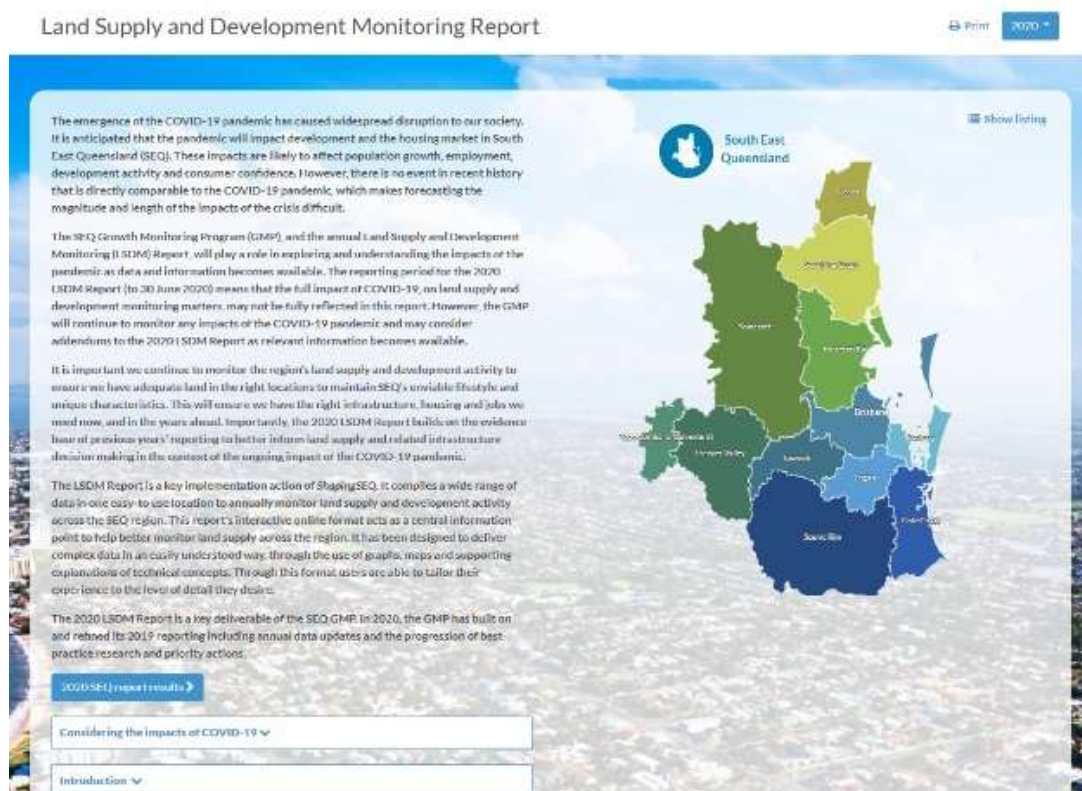 Land Supply and Development Monitoring Report
Print
2020
The emergence of the COVID-19 pandemic has caused widespread disruption to our society.
It is anticipated that the pandemic will impact development and the housing market in South
East Queensland (SEQ). These impacts are likely to affect population growth, employment,
development activity and consumer confidence. However, there is no event in recent history
that is directly comparable to the COVID-19 pandemic, which makes forecasting the
magnitude and length of the impacts of the crisis difficult.
The SEQ Growth Monitoring Program (GMP), and the annual Land Supply and Development
Monitoring (LSDM) Report, will play a role in exploring and understanding the impacts of the
pandemic as data and information becomes available. The reporting period for the 2020
LSDM Report (to 30 June 2020) means that the full impact of COVID-19, on land supply and
development monitoring matters, may not be fully reflected in this report. However, the GMP
will continue to monitor any impacts of the COVID-19 pandemic and may consider
addendums to the 2020 LSDM Report as relevant information becomes available.
It is important we continue to monitor the region's land supply and development activity to
ensure we have adequate land in the right locations to maintain SEQ's enviable lifestyle and
unique characteristics. This will ensure we have the right infrastructure, housing and jobs we
need now, and in the years ahead. Importantly, the 2020 LSDM Report builds on the evidence
base of previous years' reporting to better inform land supply and related infrastructure
decision making in the context of the ongoing impact of the COVID-19 pandemic.
The LSDM Report is a key implementation action of ShapingSEQ. It compiles a wide range of
data in one easy-to use location to annually monitor land supply and development activity
across the SEQ region. This report's interactive online format acts as a central information
point to help better monitor land supply across the region. It has been designed to deliver
complex data in an easily understood way, through the use of graphs, maps and supporting
explanations of technical concepts. Through this format users are able to tailor their
experience to the level of detail they desire.
The 2020 LSDM Report is a key deliverable of the SEQ GMP. In 2020, the GMP has built on
and refined its 2019 reporting including annual data updates and the progression of best
practice research and priority actions.
2020 SEQ report results
Considering the impacts of COVID-19
Introduction
Show listing
South East
Queensland
Somerset
Moreton Bay
Brisbane
Lockyer Valley
Ipswich
Logan
Scenic Rim
Gold Coast